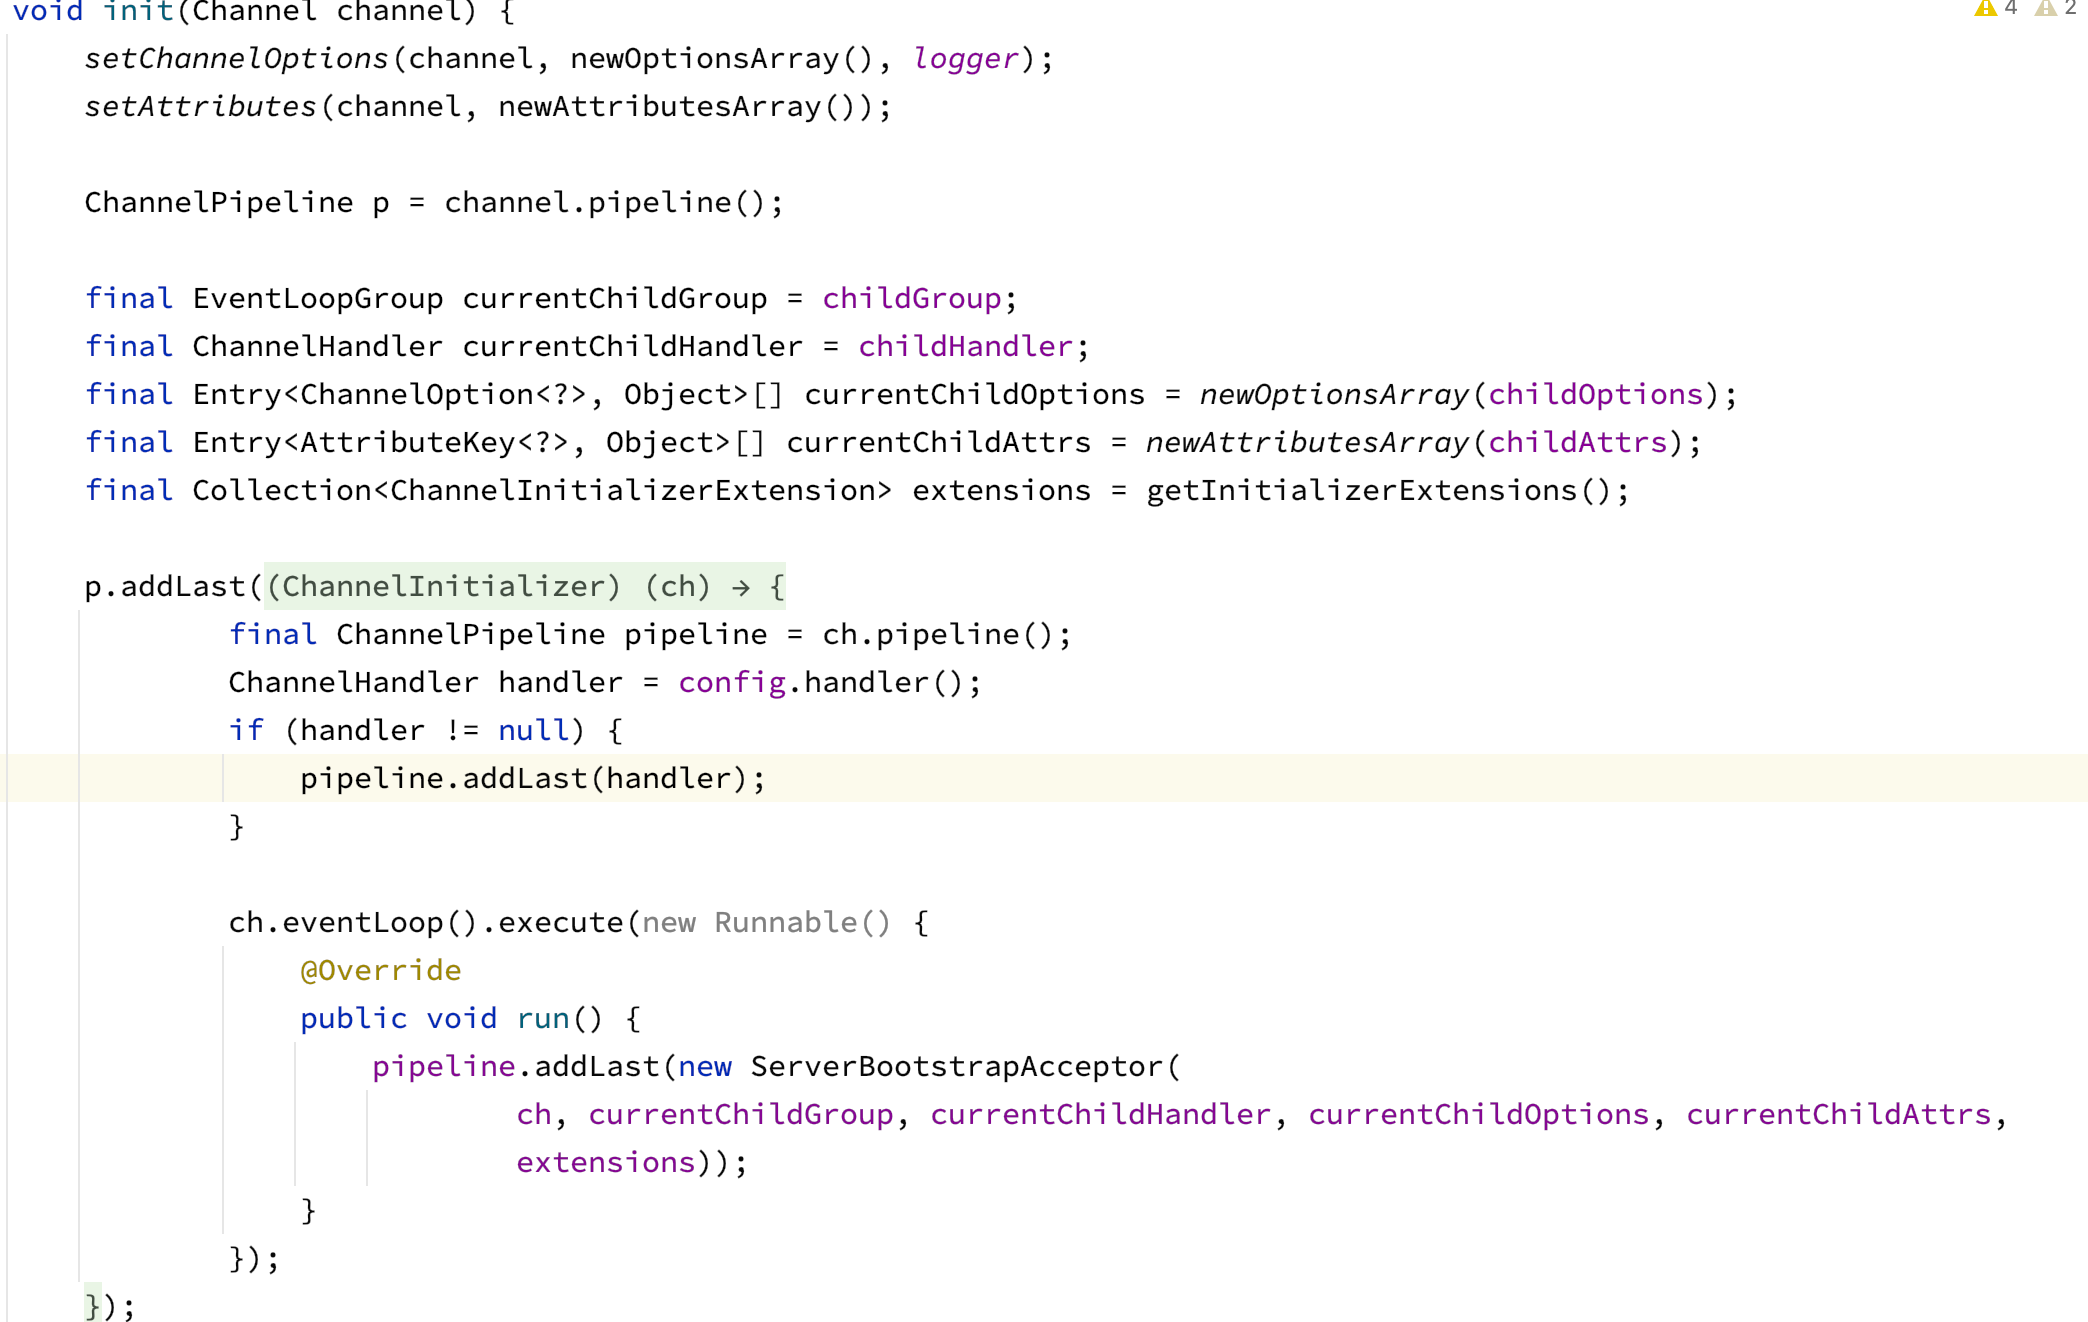 void init(Channel channel) {
4 2
setChannelOptions(channel, newOptionsArray(), logger);
setAttributes(channel, newAttributesArray());
ChannelPipeline p = channel.pipeline();
final EventLoopGroup currentChildGroup = childGroup;
final ChannelHandler currentChildHandler = childHandler;
final Entry<ChannelOption<?>, Object>[] currentChildOptions = newOptionsArray(childOptions);
final Entry<AttributeKey<?>, Object>[] currentChildAttrs = newAttributesArray(childAttrs);
final Collection<ChannelInitializerExtension> extensions = getInitializerExtensions();
p.addLast((ChannelInitializer) (ch) → {
final ChannelPipeline pipeline = ch.pipeline();
ChannelHandler handler = config.handler();
if (handler != null) {
pipeline.addLast(handler);
}
ch.eventLoop().execute(new Runnable() {
@Override
public void run() {
pipeline.addLast(new ServerBootstrapAcceptor(
ch, currentChildGroup, currentChildHandler, currentChildOptions, currentChildAttrs,
extensions));
}
});
});